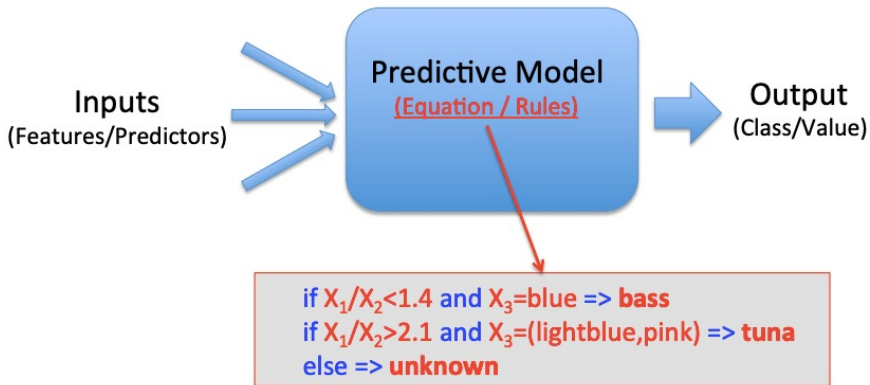 Inputs
(Features/Predictors)
Predictive Model
(Equation / Rules)
Output
(Class/Value)
if X₁/X₂<1.4 and X₃=blue => bass
if X₁/X₂>2.1 and X₃=(lightblue,pink) => tuna
else => unknown